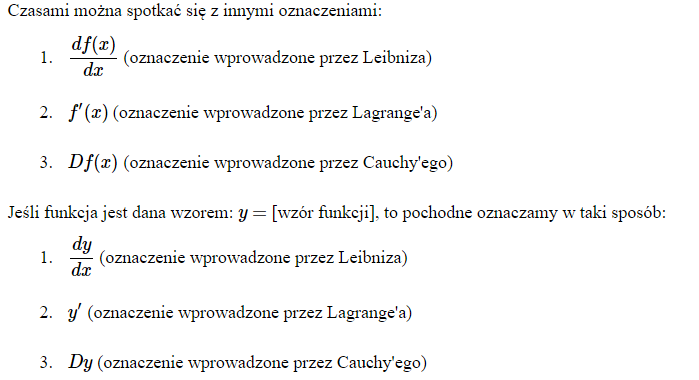 Czasami można spotkać się z innymi oznaczeniami:
1. \frac{df(x)}{dx} (oznaczenie wprowadzone przez Leibniza)
2. f'(x) (oznaczenie wprowadzone przez Lagrange'a)
3. Df(x) (oznaczenie wprowadzone przez Cauchy'ego)
Jeśli funkcja jest dana wzorem: y = [wzór funkcji], to pochodne oznaczamy w taki sposób:
1. \frac{dy}{dx} (oznaczenie wprowadzone przez Leibniza)
2. y' (oznaczenie wprowadzone przez Lagrange'a)
3. Dy (oznaczenie wprowadzone przez Cauchy'ego)